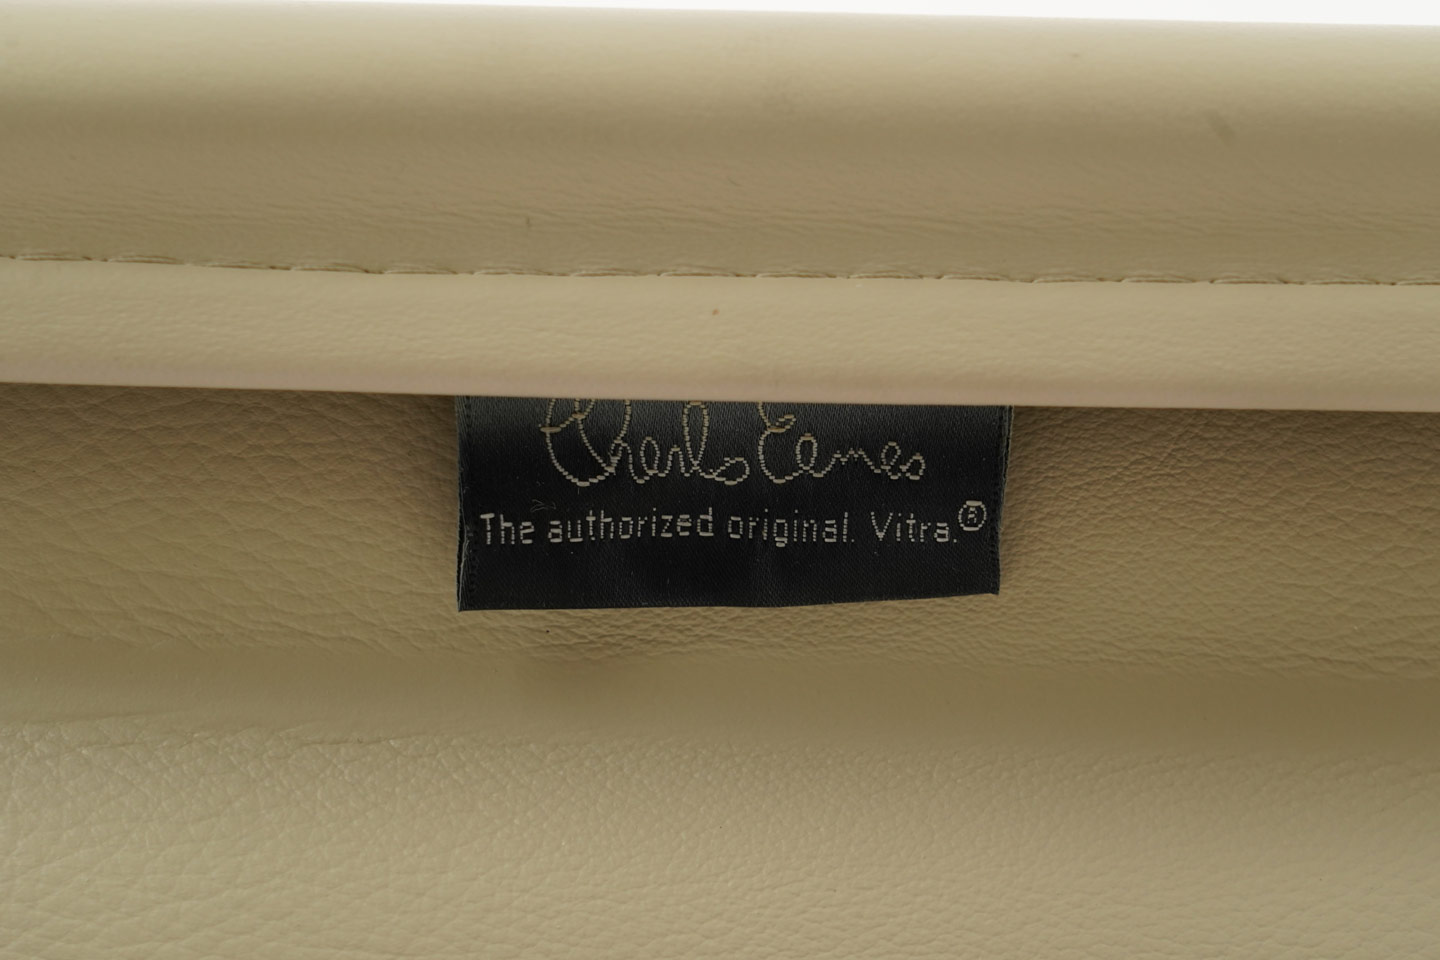 Charles Eames
The authorized original. Vitra.®